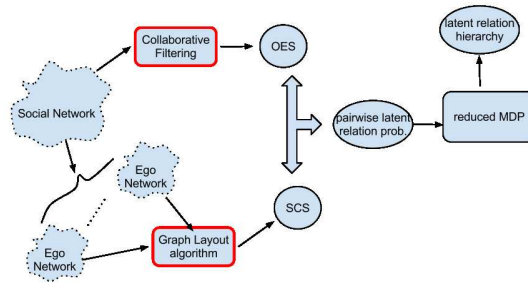 Collaborative
Filtering
OES
latent relation
hierarchy
Social Network
pairwise latent
relation prob.
reduced MDP
Ego
Network
SCS
Ego
Network
Graph Layout
algorithm